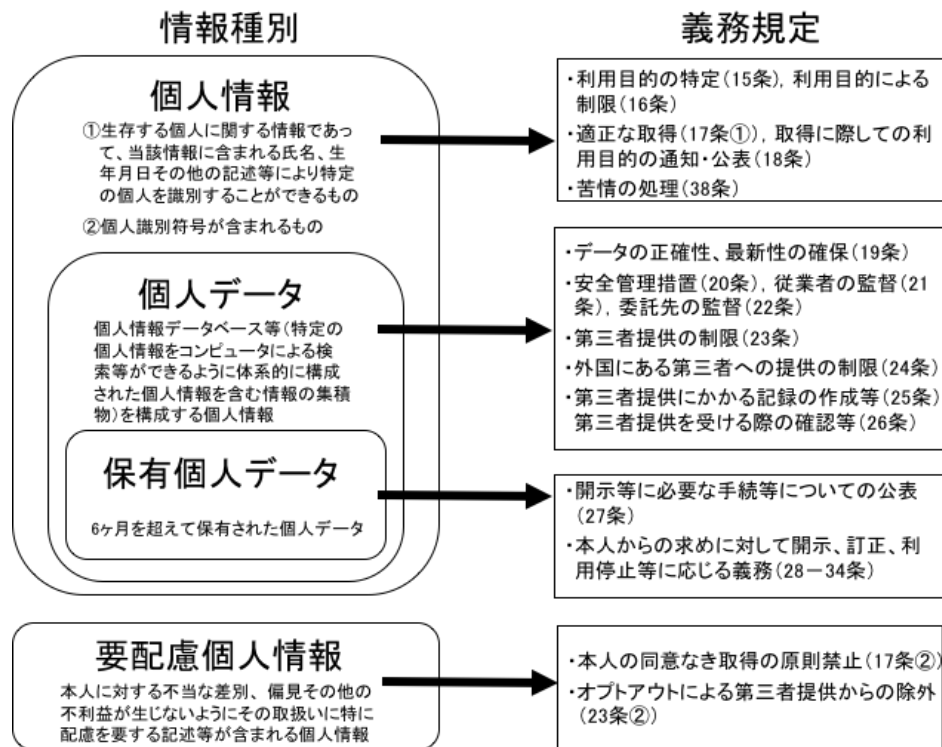 情報種別
義務規定
個人情報
①生存する個人に関する情報であっ
て、当該情報に含まれる氏名、生
年月日その他の記述等により特定
の個人を識別することができるもの
②個人識別符号が含まれるもの
・利用目的の特定(15条), 利用目的による
制限(16条)
・適正な取得(17条①), 取得に際しての利
用目的の通知・公表(18条)
・苦情の処理(38条)
個人データ
個人情報データベース等(特定の
個人情報をコンピュータによる検
索等ができるように体系的に構成
された個人情報を含む情報の集積
物)を構成する個人情報
・データの正確性、最新性の確保(19条)
・安全管理措置(20条), 従業者の監督(21
条), 委託先の監督(22条)
・第三者提供の制限(23条)
・外国にある第三者への提供の制限(24条)
・第三者提供にかかる記録の作成等(25条)
第三者提供を受ける際の確認等(26条)
保有個人データ
6ヶ月を超えて保有された個人データ
・開示等に必要な手続等についての公表
(27条)
・本人からの求めに対して開示、訂正、利
用停止等に応じる義務(28-34条)
要配慮個人情報
本人に対する不当な差別、偏見その他の
不利益が生じないようにその取扱いに特に
配慮を要する記述等が含まれる個人情報
・本人の同意なき取得の原則禁止(17条②)
・オプトアウトによる第三者提供からの除外
(23条②)